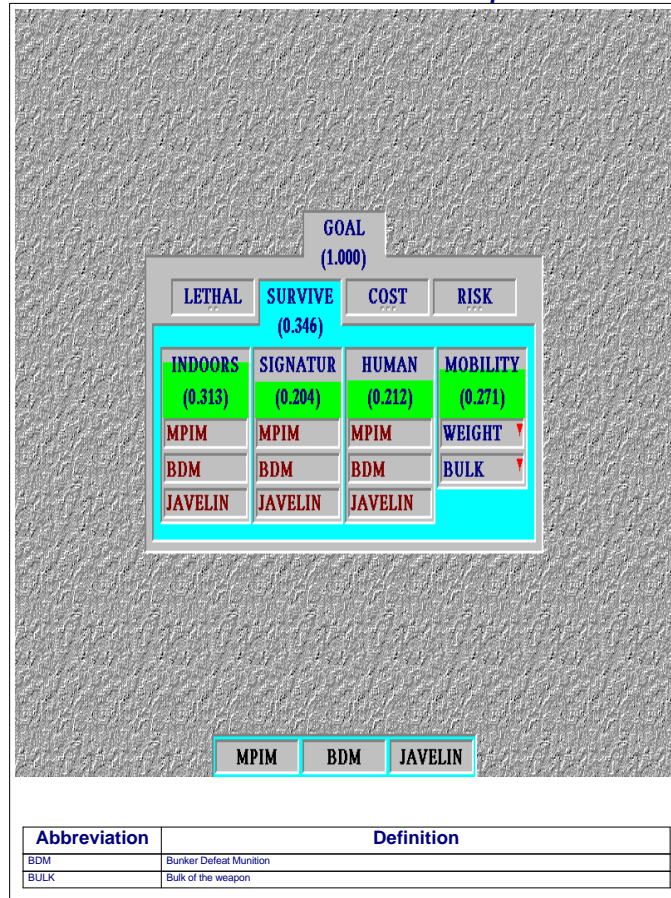 GOAL
(1.000)
LETHAL SURVIVE COST RISK
(0.346)
INDOORS SIGNATUR HUMAN MOBILITY
(0.313) (0.204) (0.212) (0.271)
MPIM MPIM MPIM WEIGHT
BDM BDM BDM BULK
JAVELIN JAVELIN JAVELIN
MPIM BDM JAVELIN
Abbreviation Definition
BDM Bunker Defeat Munition
BULK Bulk of the weapon